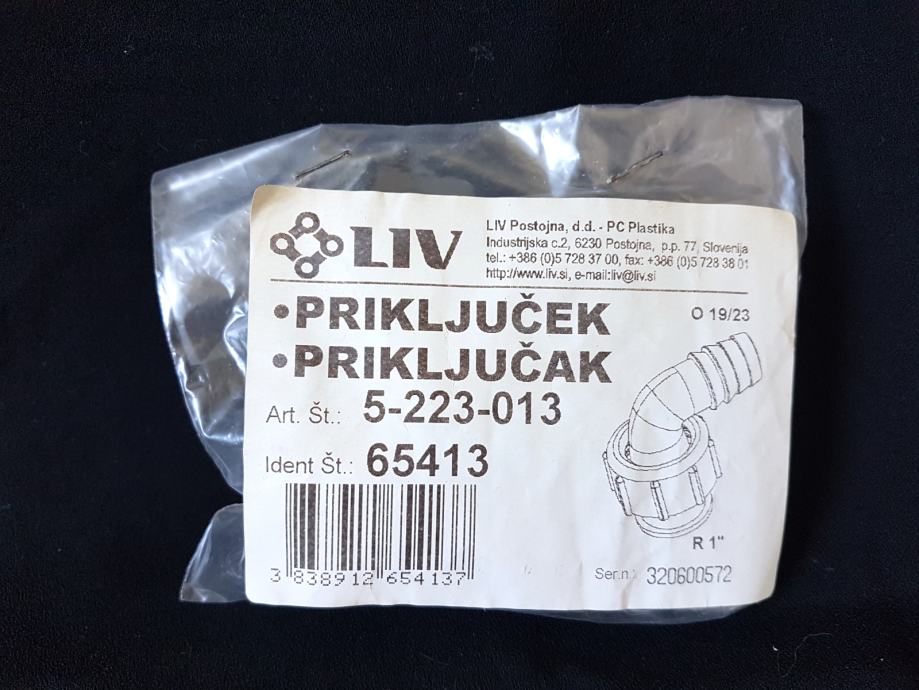 LIV
LIV Postojna, d.d. - PC Plastika
Industrijska c.2, 6230 Postojna, p.p. 77, Slovenija
tel.: +386 (0)5 728 37 00, fax: +386 (0)5 728 38 01
http://www.liv.si, e-mail:liv@liv.si
•PRIKLJUČEK
O 19/23
•PRIKLJUČAK
Art. Št.: 5-223-013
Ident Št.: 65413
R 1"
3 838912 654137
Ser.n.: 320600572